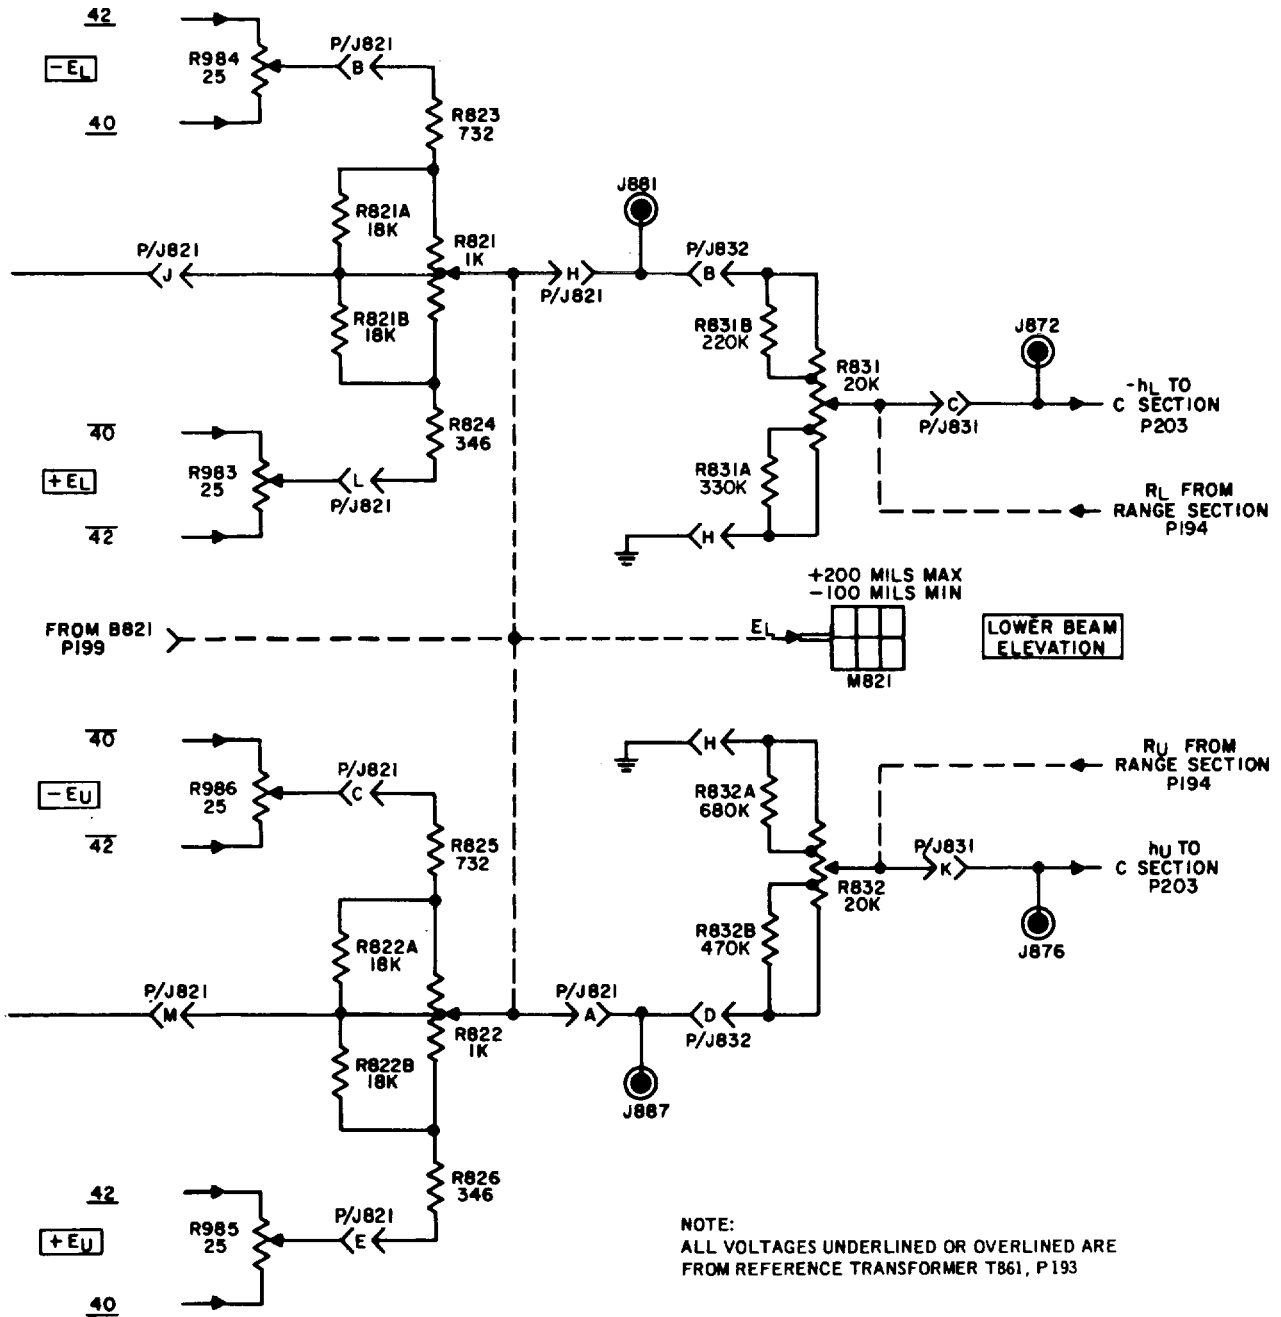 42
-EL
40
R984
25
P/J821
B
R823
732
R821A
18K
R821
1K
P/J821
J
R821B
18K
H
P/J821
J881
P/J832
B
R831B
220K
R831
20K
J872
C
P/J831
-hL TO
C SECTION
P203
40
+EL
42
R983
25
L
P/J821
R824
346
R831A
330K
H
RL FROM
RANGE SECTION
P194
+200 MILS MAX
-100 MILS MIN
FROM B821
P199
EL
M821
LOWER BEAM
ELEVATION
40
-EU
42
R986
25
P/J821
C
R825
732
H
R832A
680K
RU FROM
RANGE SECTION
P194
P/J831
K
hU TO
C SECTION
P203
R832
20K
R832B
470K
J876
R822A
18K
P/J821
M
R822
1K
R822B
18K
P/J821
A
D
P/J832
J887
R826
346
42
+EU
40
R985
25
P/J821
E
NOTE:
ALL VOLTAGES UNDERLINED OR OVERLINED ARE
FROM REFERENCE TRANSFORMER T861, P193